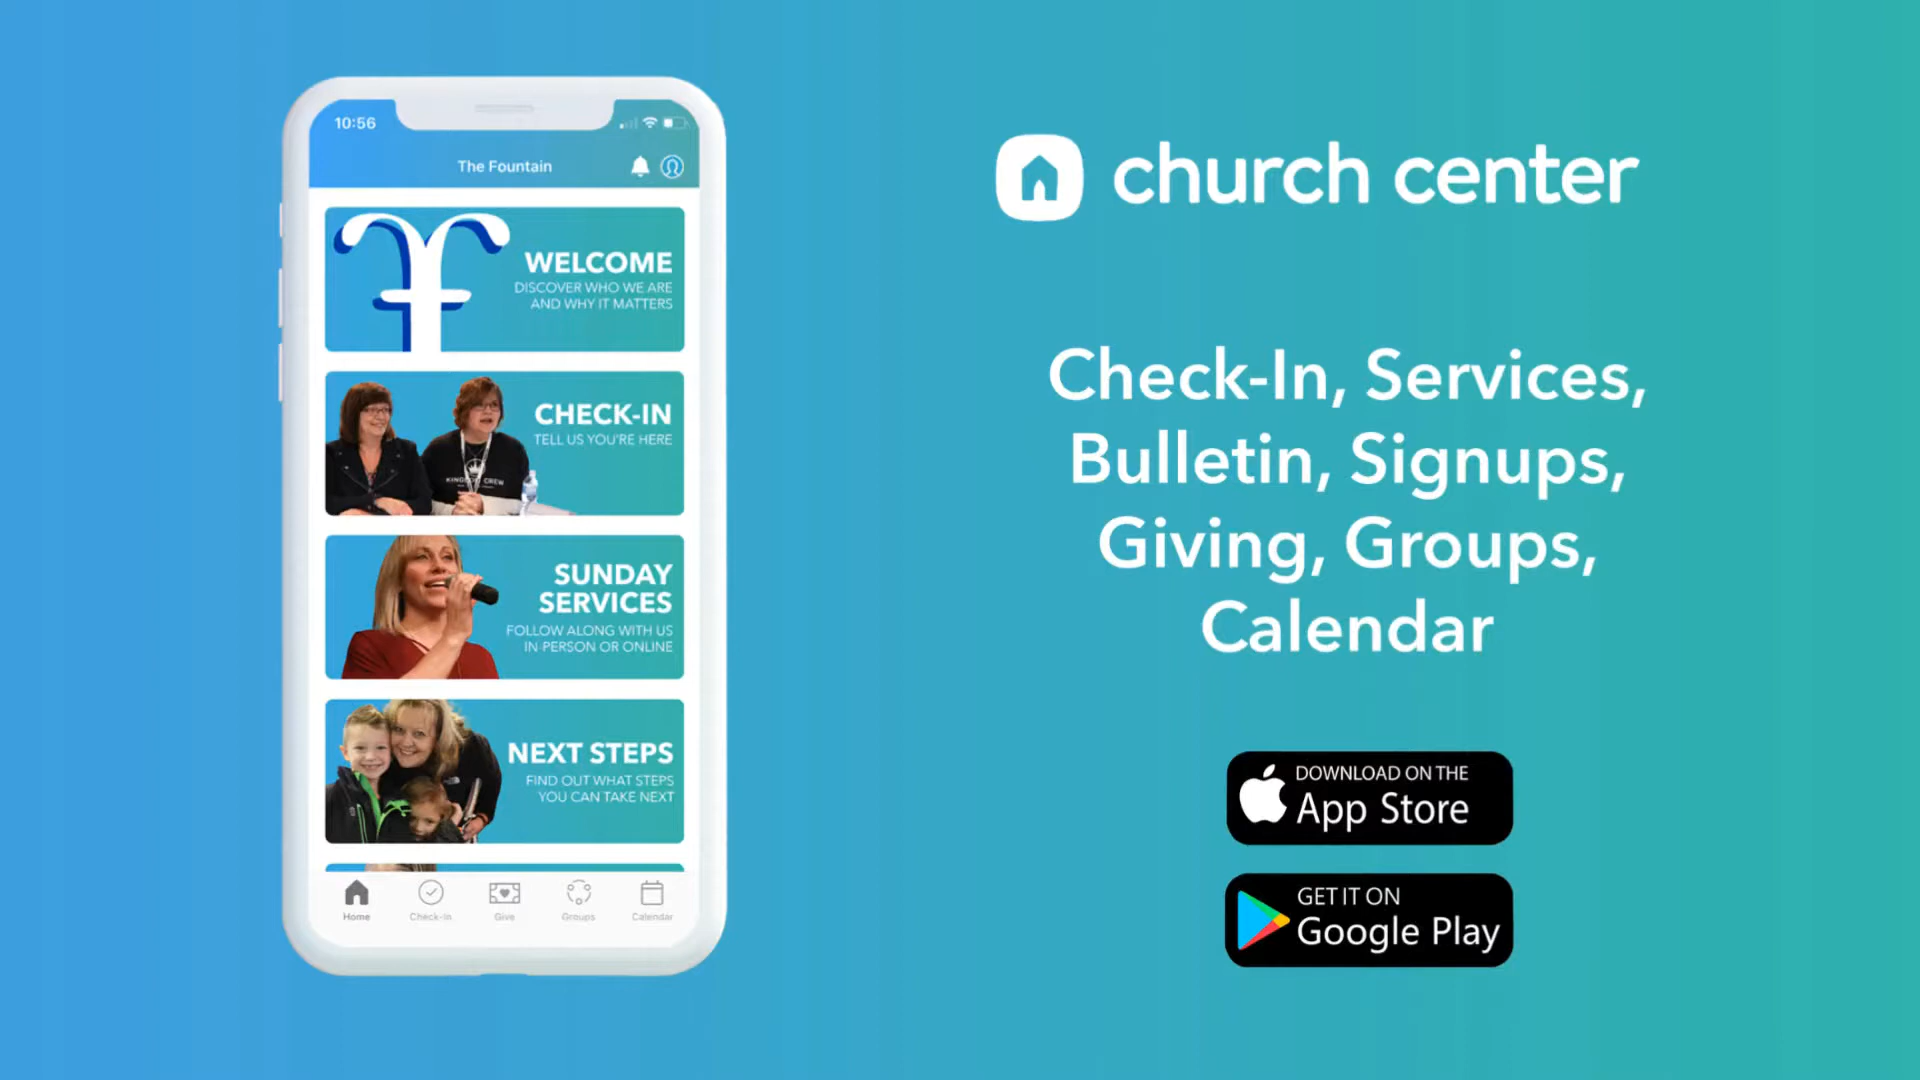 10:56
The Fountain
WELCOME
DISCOVER WHO WE ARE
AND WHY IT MATTERS
CHECK-IN
TELL US YOU'RE HERE
KINGDOM CREW
SUNDAY
SERVICES
FOLLOW ALONG WITH US
IN PERSON OR ONLINE
NEXT STEPS
FIND OUT WHAT STEPS
YOU CAN TAKE NEXT
Home
Check-In
Give
Groups
Calendar
church center
Check-In, Services,
Bulletin, Signups,
Giving, Groups,
Calendar
DOWNLOAD ON THE
App Store
GET IT ON
Google Play